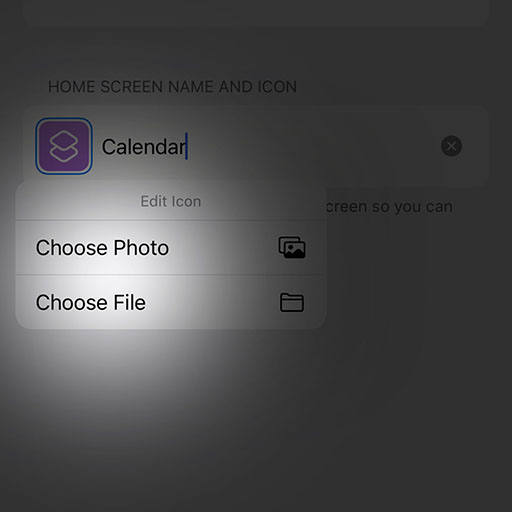 HOME SCREEN NAME AND ICON
Calendar
Edit Icon
creen so you can
Choose Photo
Choose File